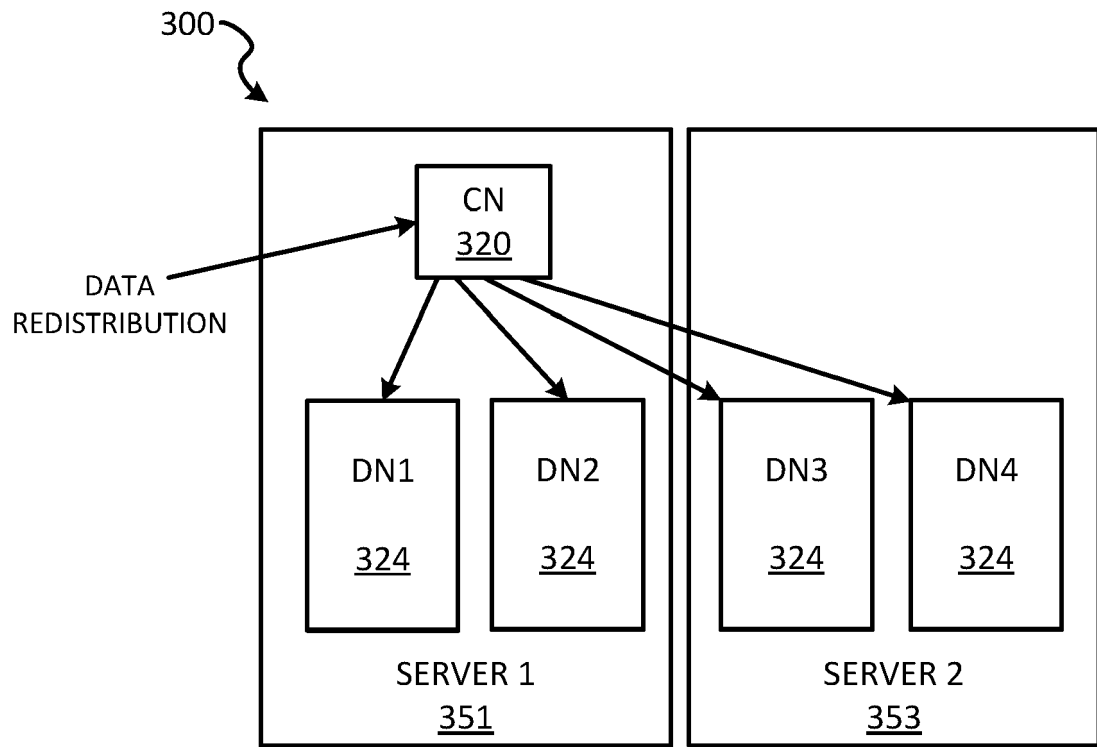 300
CN
320
DATA
REDISTRIBUTION
DN1
324
DN2
324
DN3
324
DN4
324
SERVER 1
351
SERVER 2
353